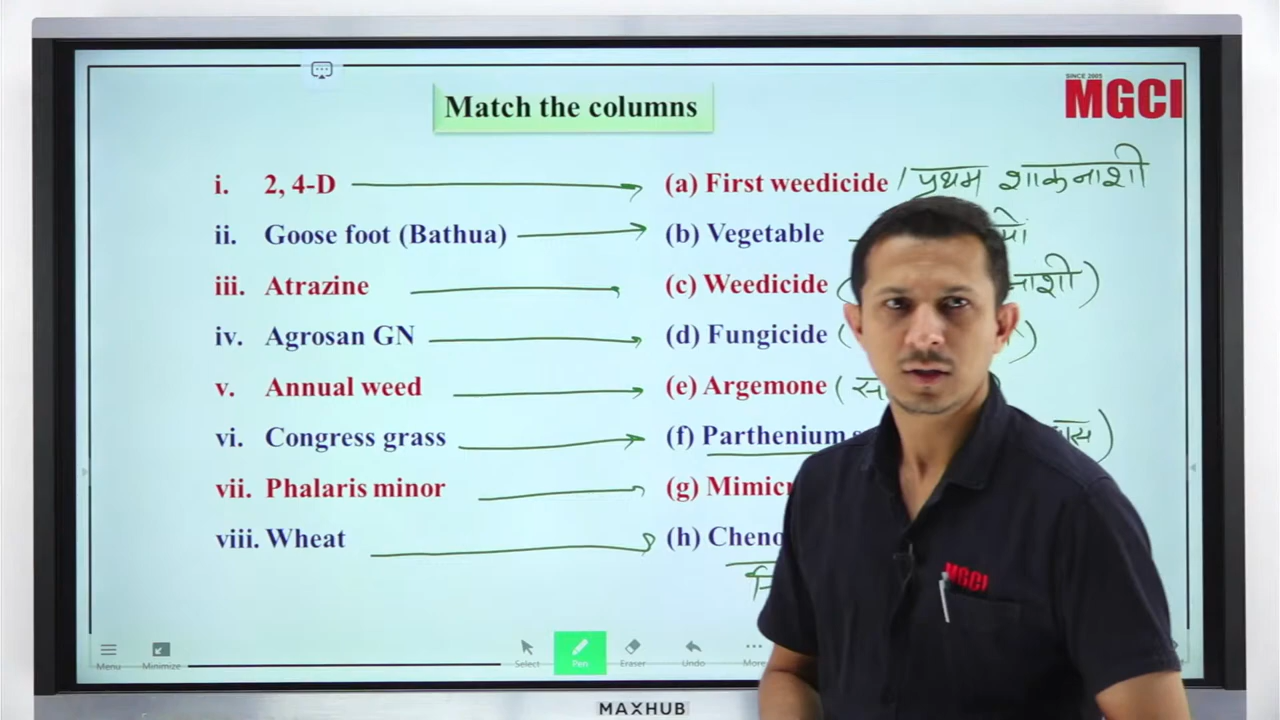 SINCE 2005
MGCI
Match the columns
i. 2, 4-D (a) First weedicide / प्रथम शाकनाशी
ii. Goose foot (Bathua) (b) Vegetable
iii. Atrazine (c) Weedicide ( नाशी )
iv. Agrosan GN (d) Fungicide ( )
v. Annual weed (e) Argemone (
vi. Congress grass (f) Parthenium
vii. Phalaris minor (g)
viii. Wheat (h)
MGCI
Menu Minimize Select Pen Eraser Undo More
MAXHUB